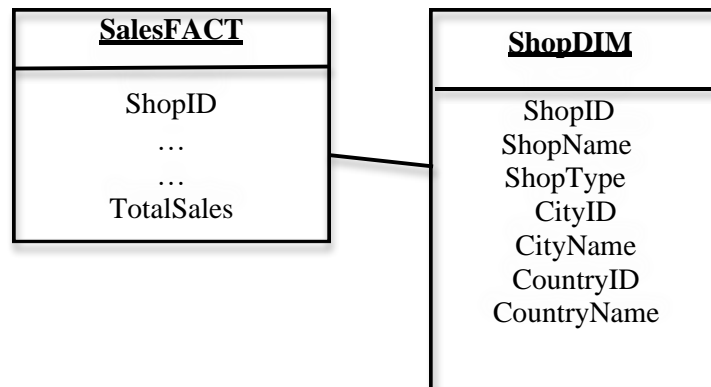 SalesFACT
ShopID
…
…
TotalSales
ShopDIM
ShopID
ShopName
ShopType
CityID
CityName
CountryID
CountryName